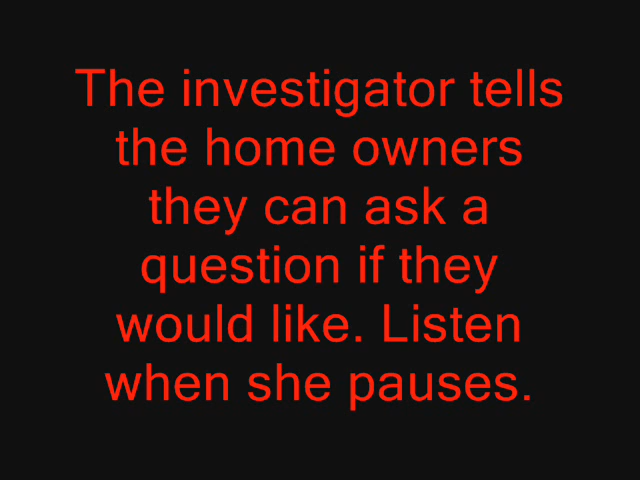 The investigator tells
the home owners
they can ask a
question if they
would like. Listen
when she pauses.